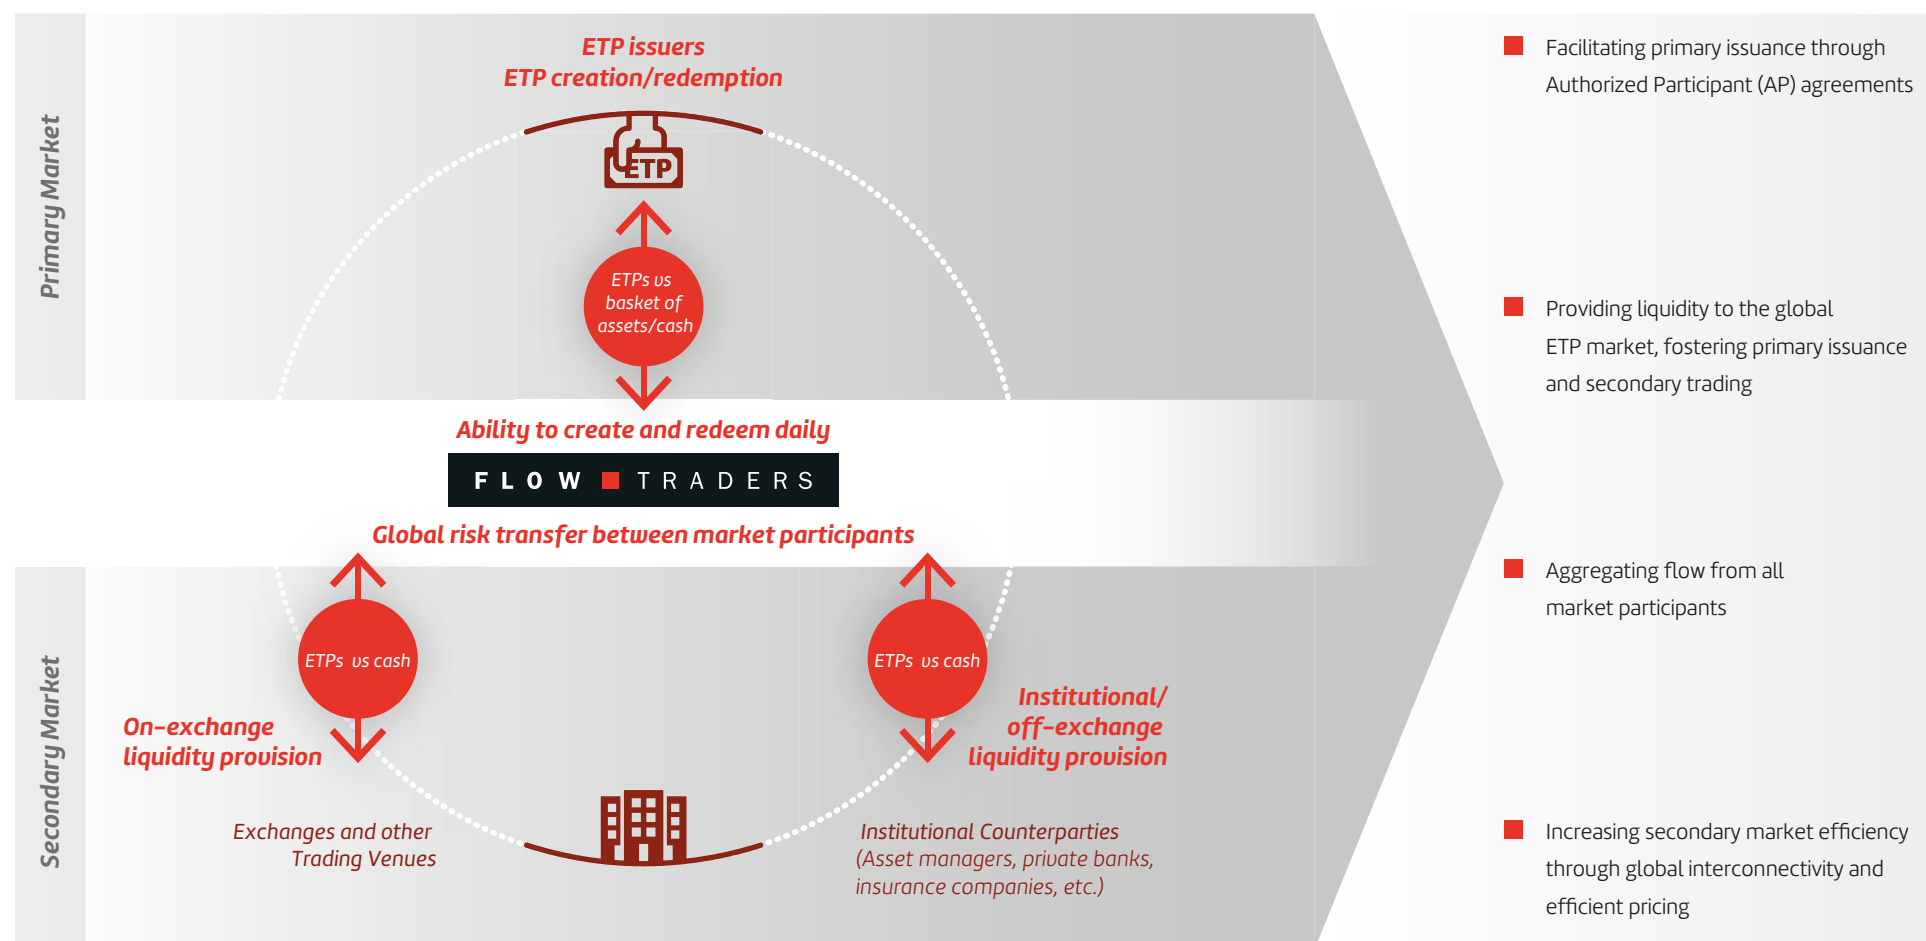 Primary Market
ETP issuers
ETP creation/redemption
ETP
ETPs vs
basket of
assets/cash
Ability to create and redeem daily
FLOW TRADERS
Global risk transfer between market participants
Secondary Market
ETPs vs cash
On-exchange
liquidity provision
Exchanges and other
Trading Venues
ETPs vs cash
Institutional/
off-exchange
liquidity provision
Institutional Counterparties
(Asset managers, private banks,
insurance companies, etc.)
Facilitating primary issuance through
Authorized Participant (AP) agreements
Providing liquidity to the global
ETP market, fostering primary issuance
and secondary trading
Aggregating flow from all
market participants
Increasing secondary market efficiency
through global interconnectivity and
efficient pricing